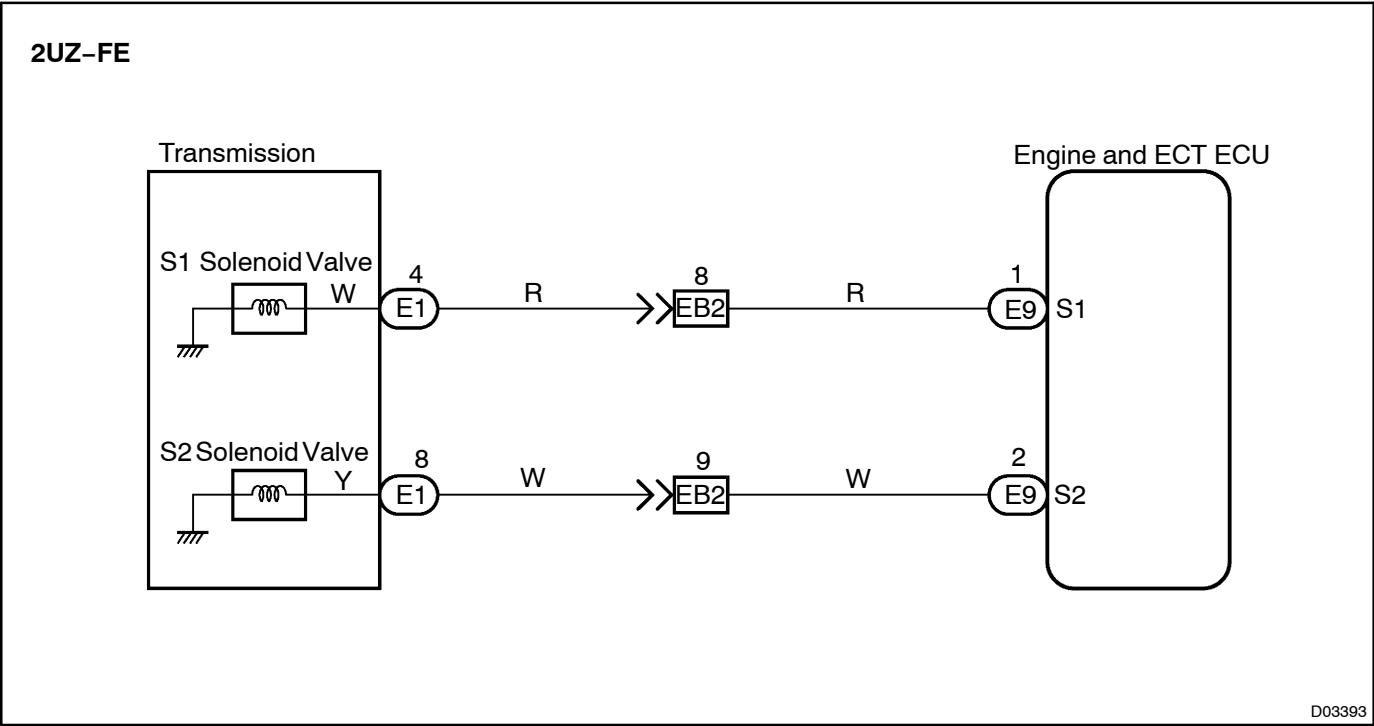 2UZ–FE
Transmission
Engine and ECT ECU
S1 Solenoid Valve
W
4
E1
R
8
EB2
R
1
E9
S1
S2 Solenoid Valve
Y
8
E1
W
9
EB2
W
2
E9
S2
D03393